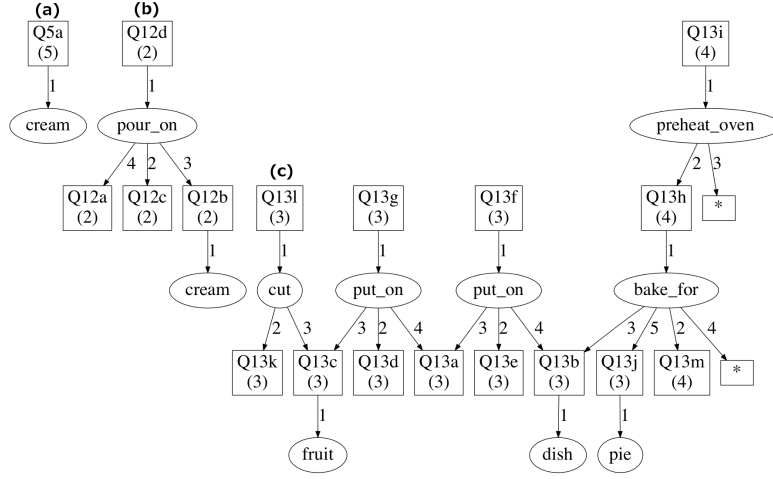 (a) (b)
Q5a Q12d Q13i
(5) (2) (4)
1 1 1
cream pour_on preheat_oven
4 2 3 (c) 2 3
Q12a Q12c Q12b Q13l Q13g Q13f Q13h *
(2) (2) (2) (3) (3) (3) (4)
1 1 1 1 1
cream cut put_on put_on bake_for
2 3 3 2 4 3 2 4 3 5 2 4
Q13k Q13c Q13d Q13a Q13e Q13b Q13j Q13m *
(3) (3) (3) (3) (3) (3) (3) (4)
1 1 1
fruit dish pie